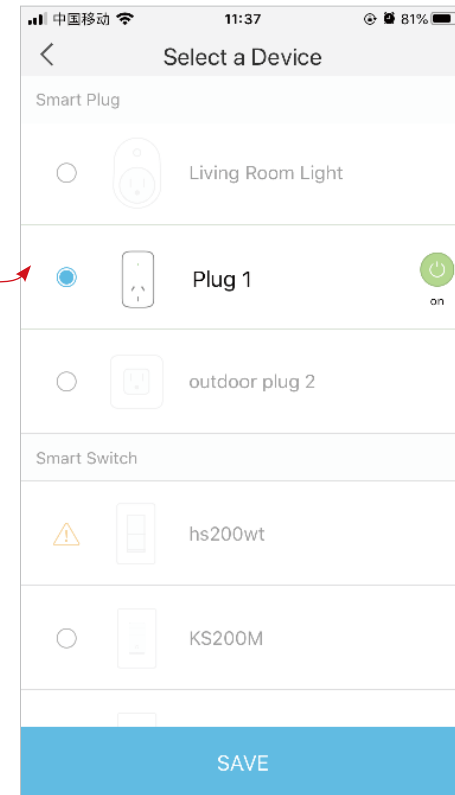 中国移动 11:37 81%
Select a Device
Smart Plug
Living Room Light
Plug 1
on
outdoor plug 2
Smart Switch
hs200wt
KS200M
SAVE